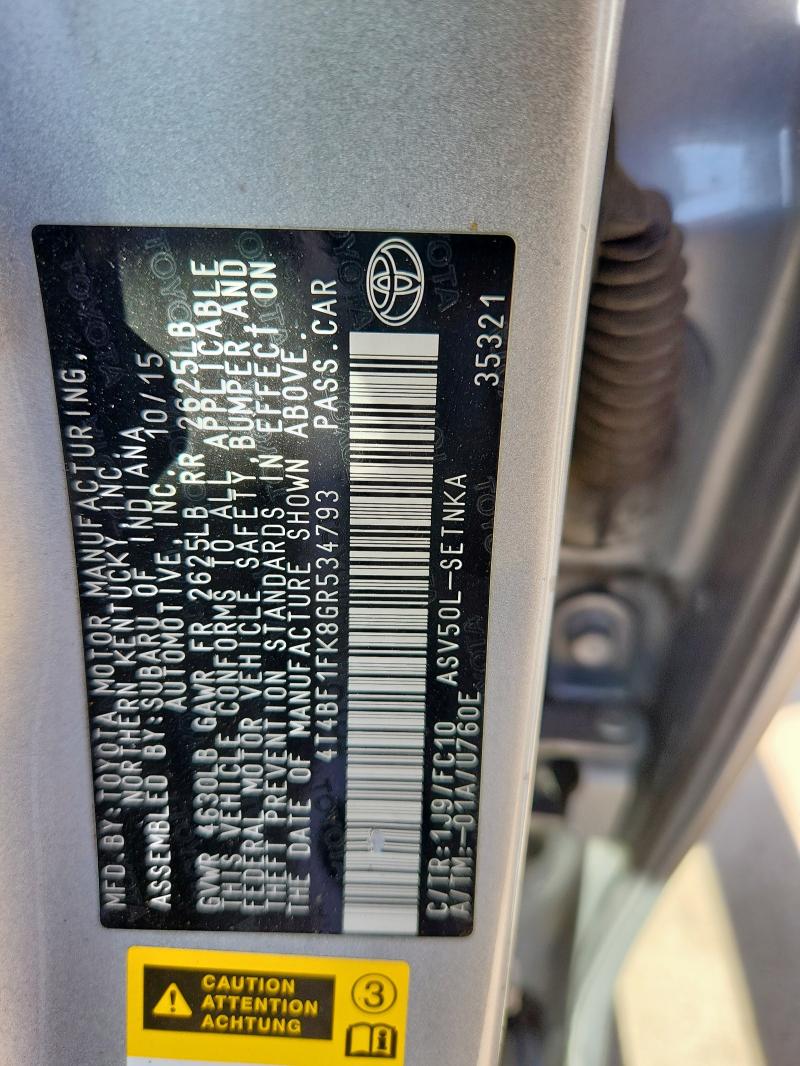 MFD.BY:TOYOTA MOTOR MANUFACTURING,
NORTHERN KENTUCKY INC.
ASSEMBLED BY:SUBARU OF INDIANA
AUTOMOTIVE,INC. 10/15
GVWR 4630LB GAWR FR 2625LB RR 2625LB
THIS VEHICLE CONFORMS TO ALL APPLICABLE
FEDERAL MOTOR VEHICLE SAFETY,BUMPER AND
THEFT PREVENTION STANDARDS IN EFFECT ON
THE DATE OF MANUFACTURE SHOWN ABOVE.
4T4BF1FK8GR534793 PASS.CAR
C/TR:1J9/FC10 ASV50L-SETNKA
A/TM:-01A/U760E 35321
CAUTION
ATTENTION
ACHTUNG
3